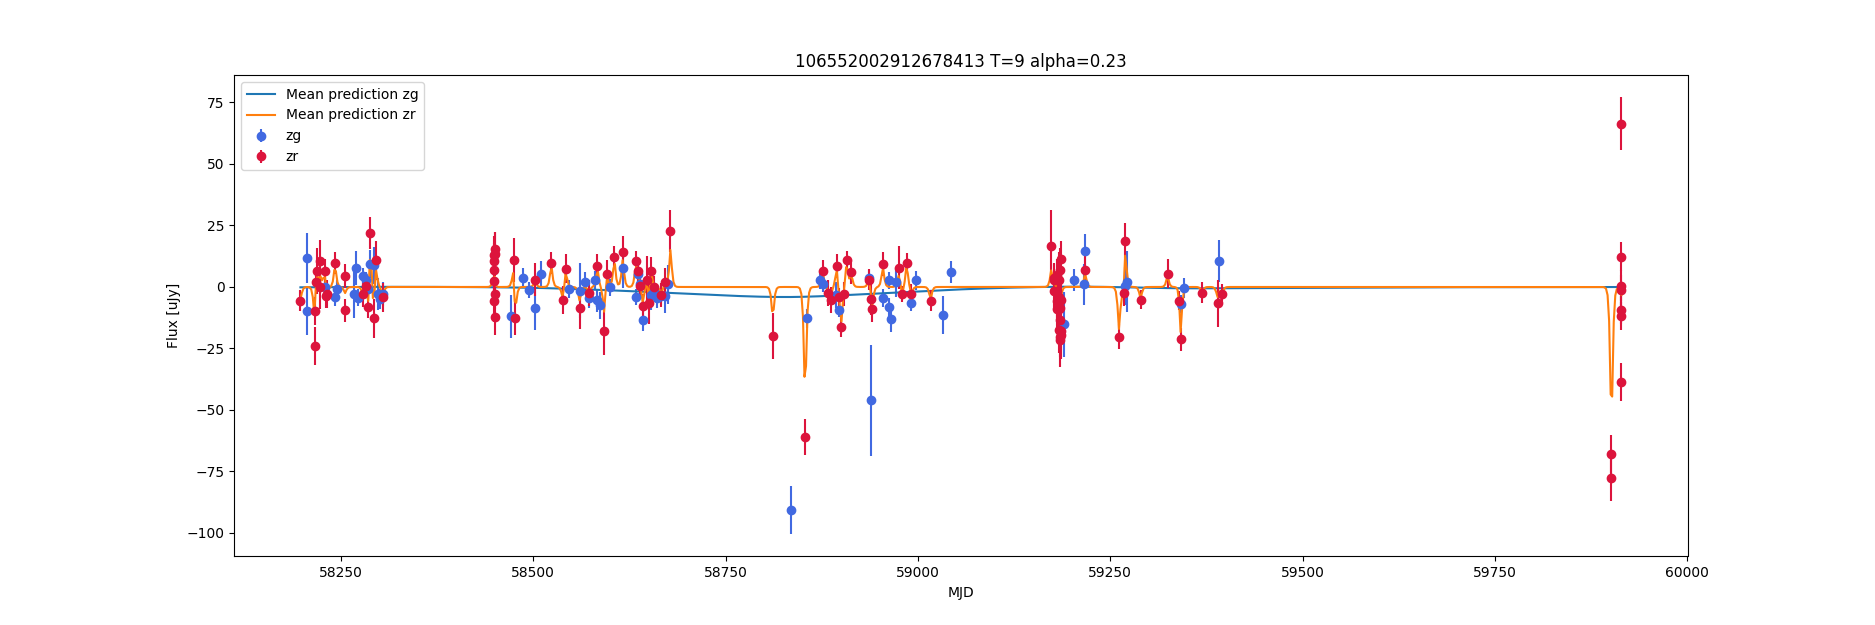 106552002912678413 T=9 alpha=0.23
Mean prediction zg
Mean prediction zr
zg
zr
75
50
25
0
−25
−50
−75
−100
Flux [uJy]
58250 58500 58750 59000 59250 59500 59750 60000
MJD